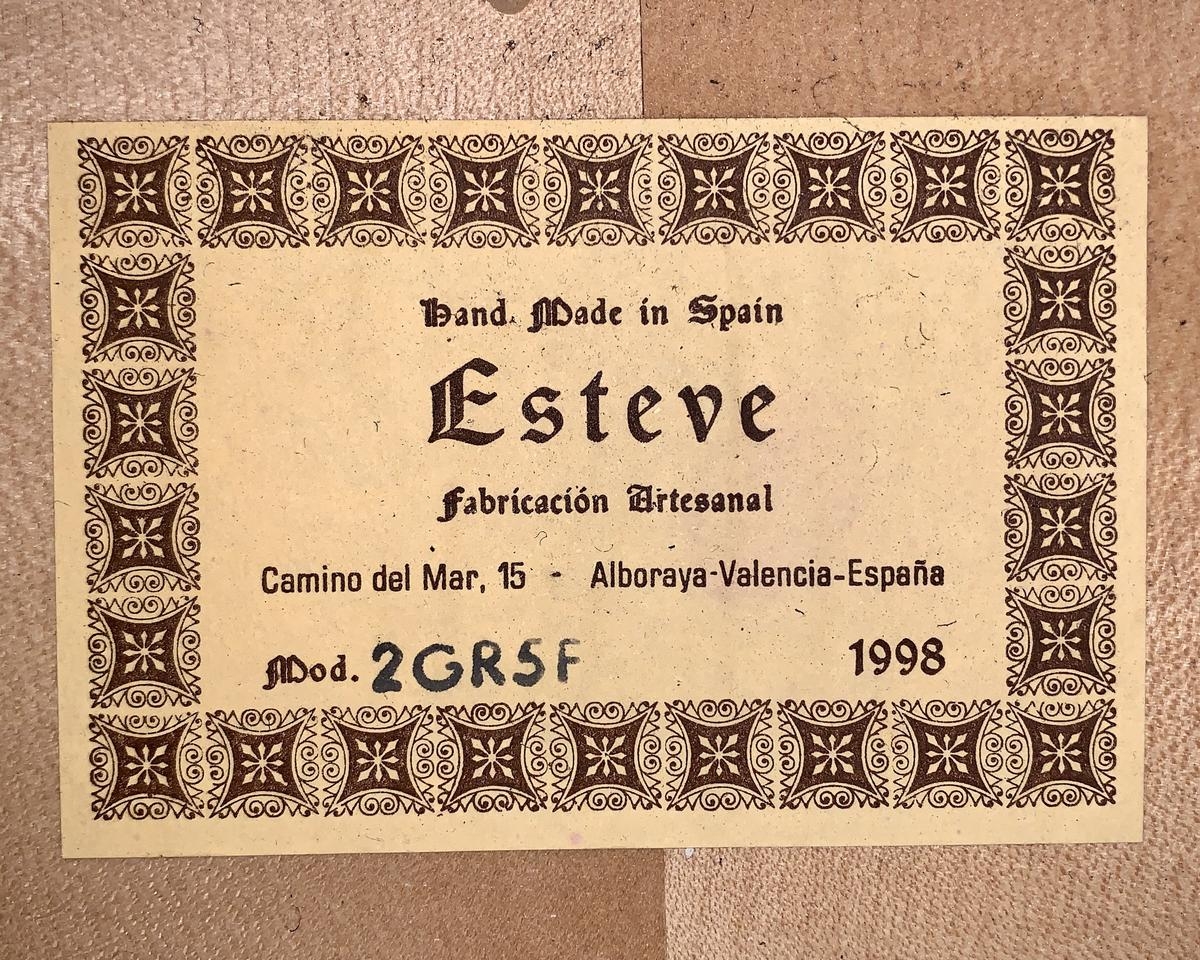 Hand Made in Spain
Esteve
Fabricación Artesanal
Camino del Mar, 15 - Alboraya-Valencia-España
Mod. 2GR5F 1998